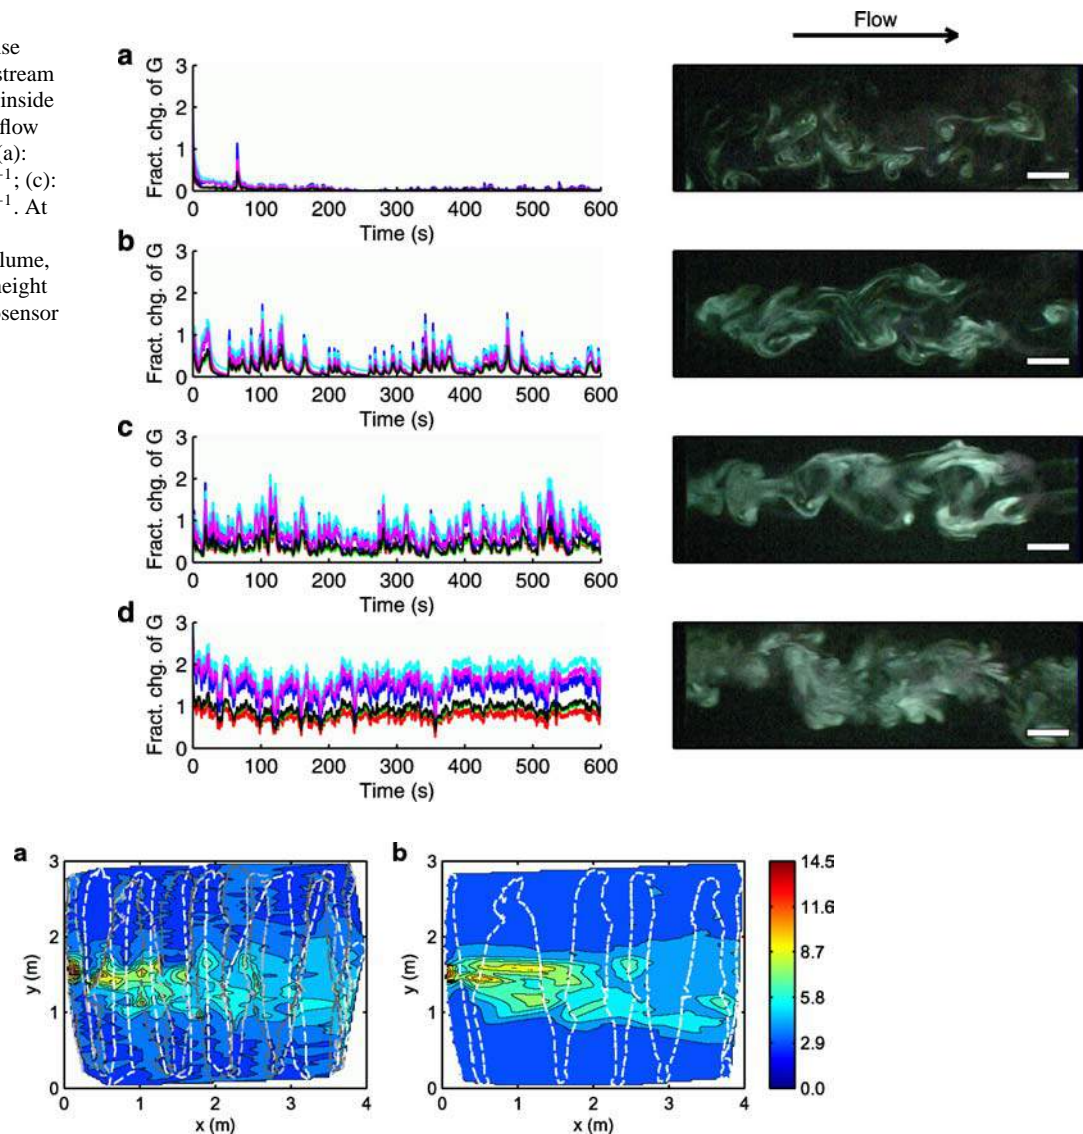 se
stream
inside
flow
(a):
−1; (c):
−1. At
lume,
height
sensor
Flow
a
Fract. chg. of G
3
2
1
0
0 100 200 300 400 500 600
Time (s)
b
Fract. chg. of G
3
2
1
0
0 100 200 300 400 500 600
Time (s)
c
Fract. chg. of G
3
2
1
0
0 100 200 300 400 500 600
Time (s)
d
Fract. chg. of G
3
2
1
0
0 100 200 300 400 500 600
Time (s)
a
y (m)
3
2
1
0
0 1 2 3 4
x (m)
b
y (m)
3
2
1
0
0 1 2 3 4
x (m)
14.5
11.6
8.7
5.8
2.9
0.0